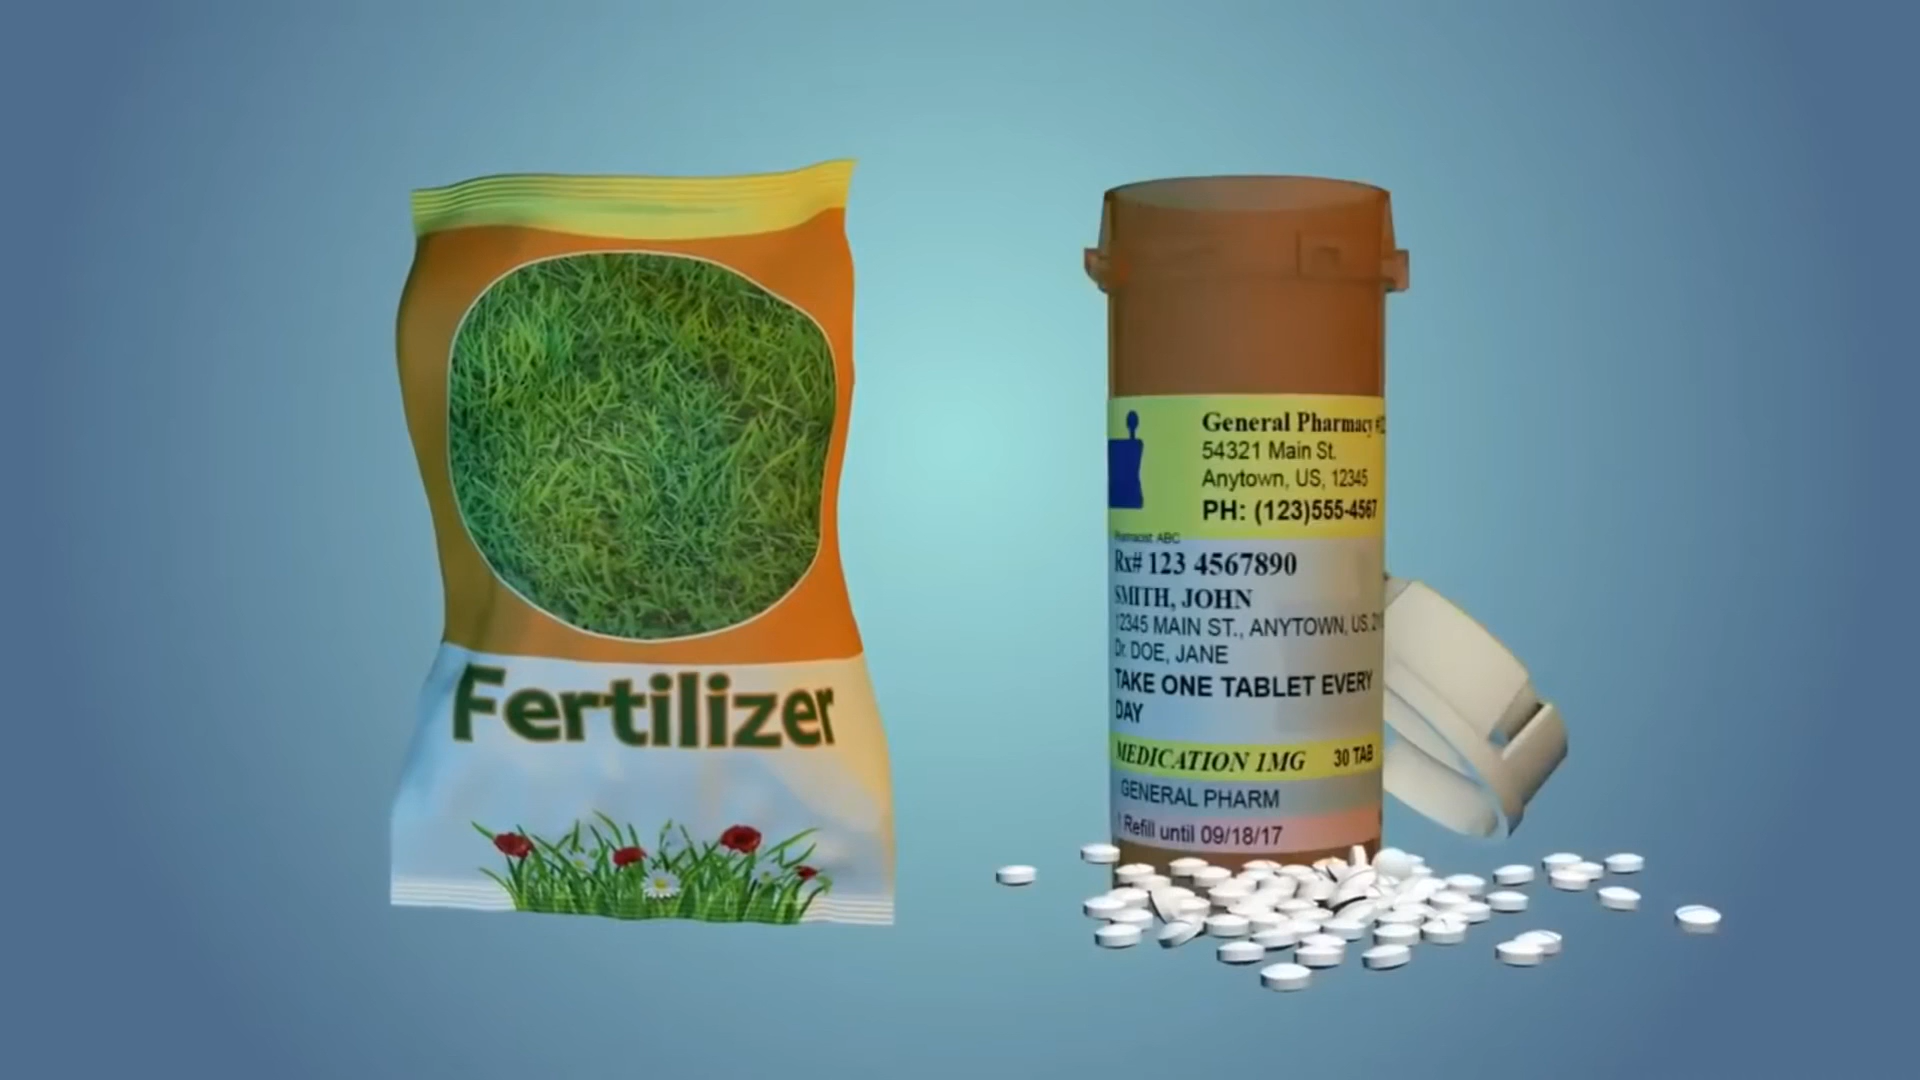 Fertilizer
General Pharmacy
54321 Main St.
Anytown, US, 12345
PH: (123)555-4567
Pharmacist ABC
Rx# 123 4567890
SMITH, JOHN
12345 MAIN ST., ANYTOWN, US,
Dr. DOE, JANE
TAKE ONE TABLET EVERY
DAY
MEDICATION 1MG 30 TAB
GENERAL PHARM
1 Refill until 09/18/17